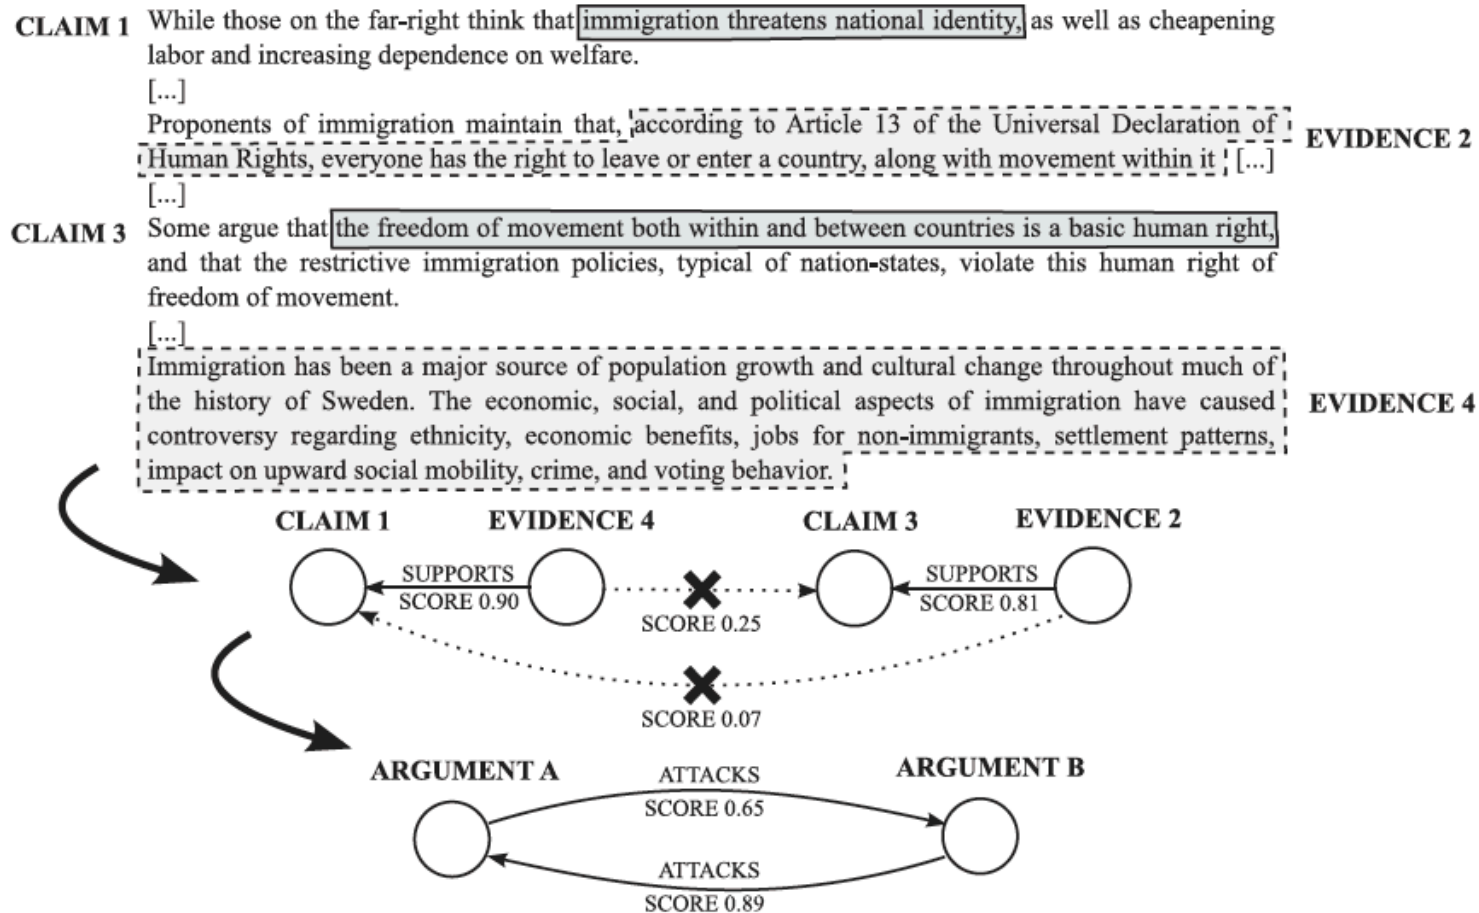 CLAIM 1 While those on the far-right think that immigration threatens national identity, as well as cheapening
labor and increasing dependence on welfare.
[...]
Proponents of immigration maintain that, according to Article 13 of the Universal Declaration of
Human Rights, everyone has the right to leave or enter a country, along with movement within it [...]
EVIDENCE 2
[...]
CLAIM 3 Some argue that the freedom of movement both within and between countries is a basic human right,
and that the restrictive immigration policies, typical of nation-states, violate this human right of
freedom of movement.
[...]
Immigration has been a major source of population growth and cultural change throughout much of
the history of Sweden. The economic, social, and political aspects of immigration have caused
EVIDENCE 4
controversy regarding ethnicity, economic benefits, jobs for non-immigrants, settlement patterns,
impact on upward social mobility, crime, and voting behavior.
CLAIM 1 EVIDENCE 4 CLAIM 3 EVIDENCE 2
SUPPORTS SUPPORTS
SCORE 0.90 SCORE 0.81
SCORE 0.25
SCORE 0.07
ARGUMENT A ARGUMENT B
ATTACKS
SCORE 0.65
ATTACKS
SCORE 0.89